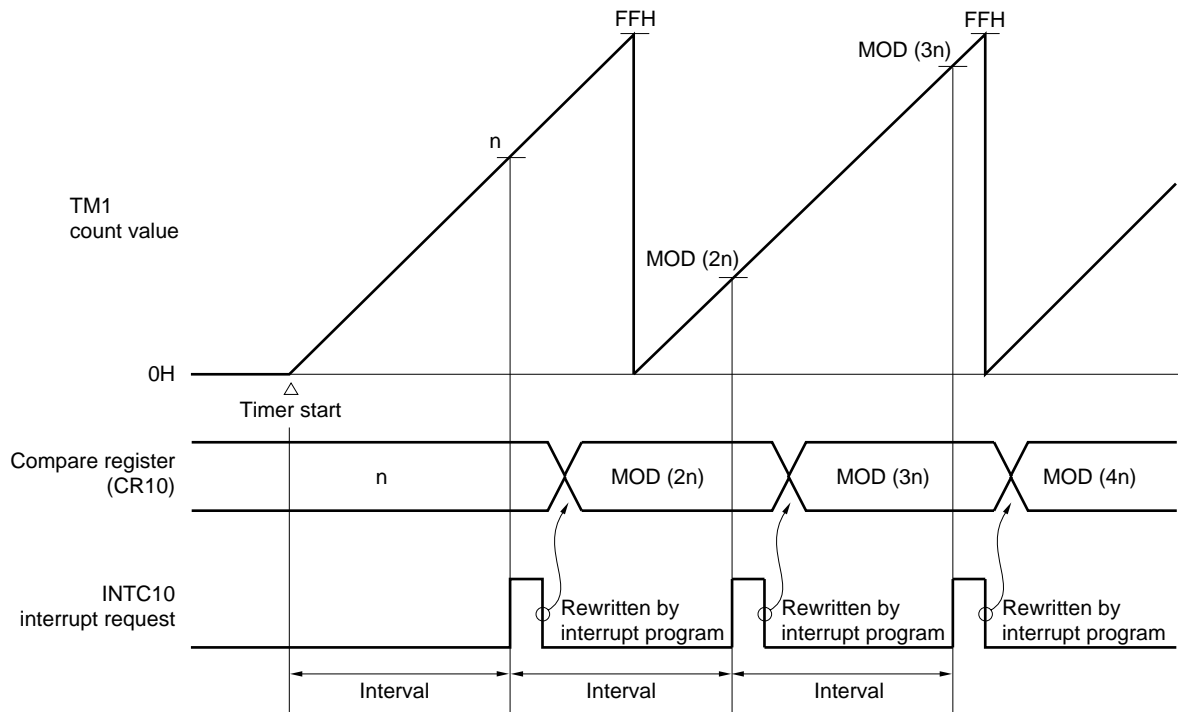 FFH
FFH
MOD (3n)
n
TM1
count value
MOD (2n)
0H
Timer start
Compare register
(CR10)
n
MOD (2n)
MOD (3n)
MOD (4n)
INTC10
interrupt request
Rewritten by
interrupt program
Rewritten by
interrupt program
Rewritten by
interrupt program
Interval
Interval
Interval